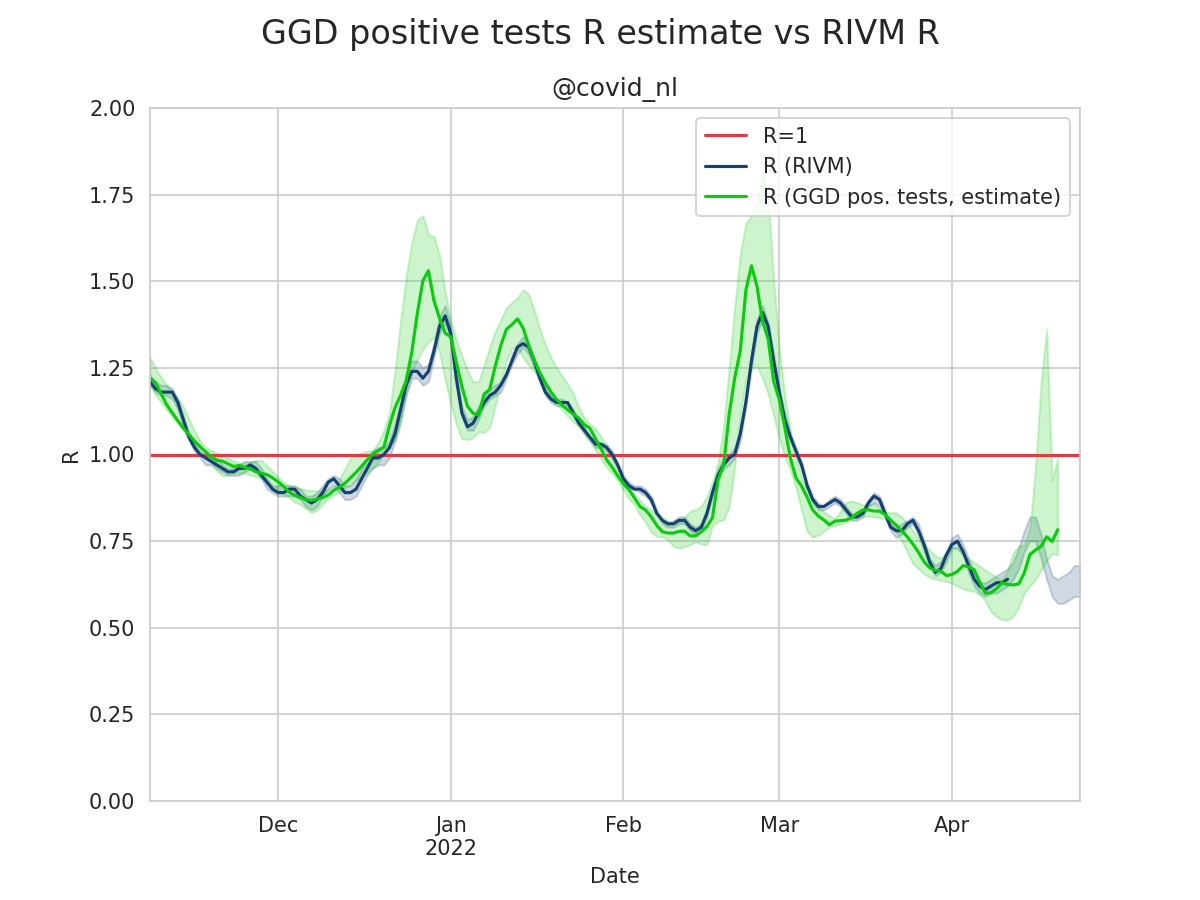 GGD positive tests R estimate vs RIVM R
@covid_nl
2.00
1.75
1.50
1.25
1.00
0.75
0.50
0.25
0.00
R
R=1
R (RIVM)
R (GGD pos. tests, estimate)
Dec
Jan
2022
Feb
Mar
Apr
Date